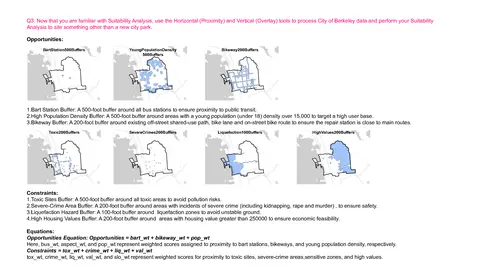 Q3: Now that you are familiar with Suitability Analysis, use the Horizontal (Proximity) and Vertical (Overlay) tools to process City of Berkeley data and perform your Suitability
Analysis to site something other than a new city park.
Opportunities:
BartStation500Buffers
YoungPopulationDensity
500Buffers
Bikeway200Buffers
1.Bart Station Buffer: A 500-foot buffer around all bus stations to ensure proximity to public transit.
2.High Population Density Buffer: A 500-foot buffer around areas with a young population (under 18) density over 15,000 to target a high user base.
3.Bikeway Buffer: A 200-foot buffer around existing off-street shared-use path, bike lane and on-street bike route to ensure the repair station is close to main routes.
Toxis500Buffers
SevereCrimes200Buffers
Liquefaction100Buffers
HighValues200Buffers
Constraints:
1.Toxic Sites Buffer: A 500-foot buffer around all toxic areas to avoid pollution risks.
2.Severe-Crime Area Buffer: A 200-foot buffer around areas with incidents of severe crime (including kidnapping, rape and murder) , to ensure safety.
3.Liquefaction Hazard Buffer: A 100-foot buffer around liquefaction zones to avoid unstable ground.
4.High Housing Values Buffer: A 200-foot buffer around areas with housing value greater than 250000 to ensure economic feasibility.
Equations:
Opportunities Equation: Opportunities = bart_wt + bikeway_wt + pop_wt
Here, bus_wt, aspect_wt, and pop_wt represent weighted scores assigned to proximity to bart stations, bikeways, and young population density, respectively.
Constraints = tox_wt + crime_wt + liq_wt + val_wt
tox_wt, crime_wt, liq_wt, val_wt, and slo_wt represent weighted scores for proximity to toxic sites, severe-crime areas,sensitive zones, and high values.